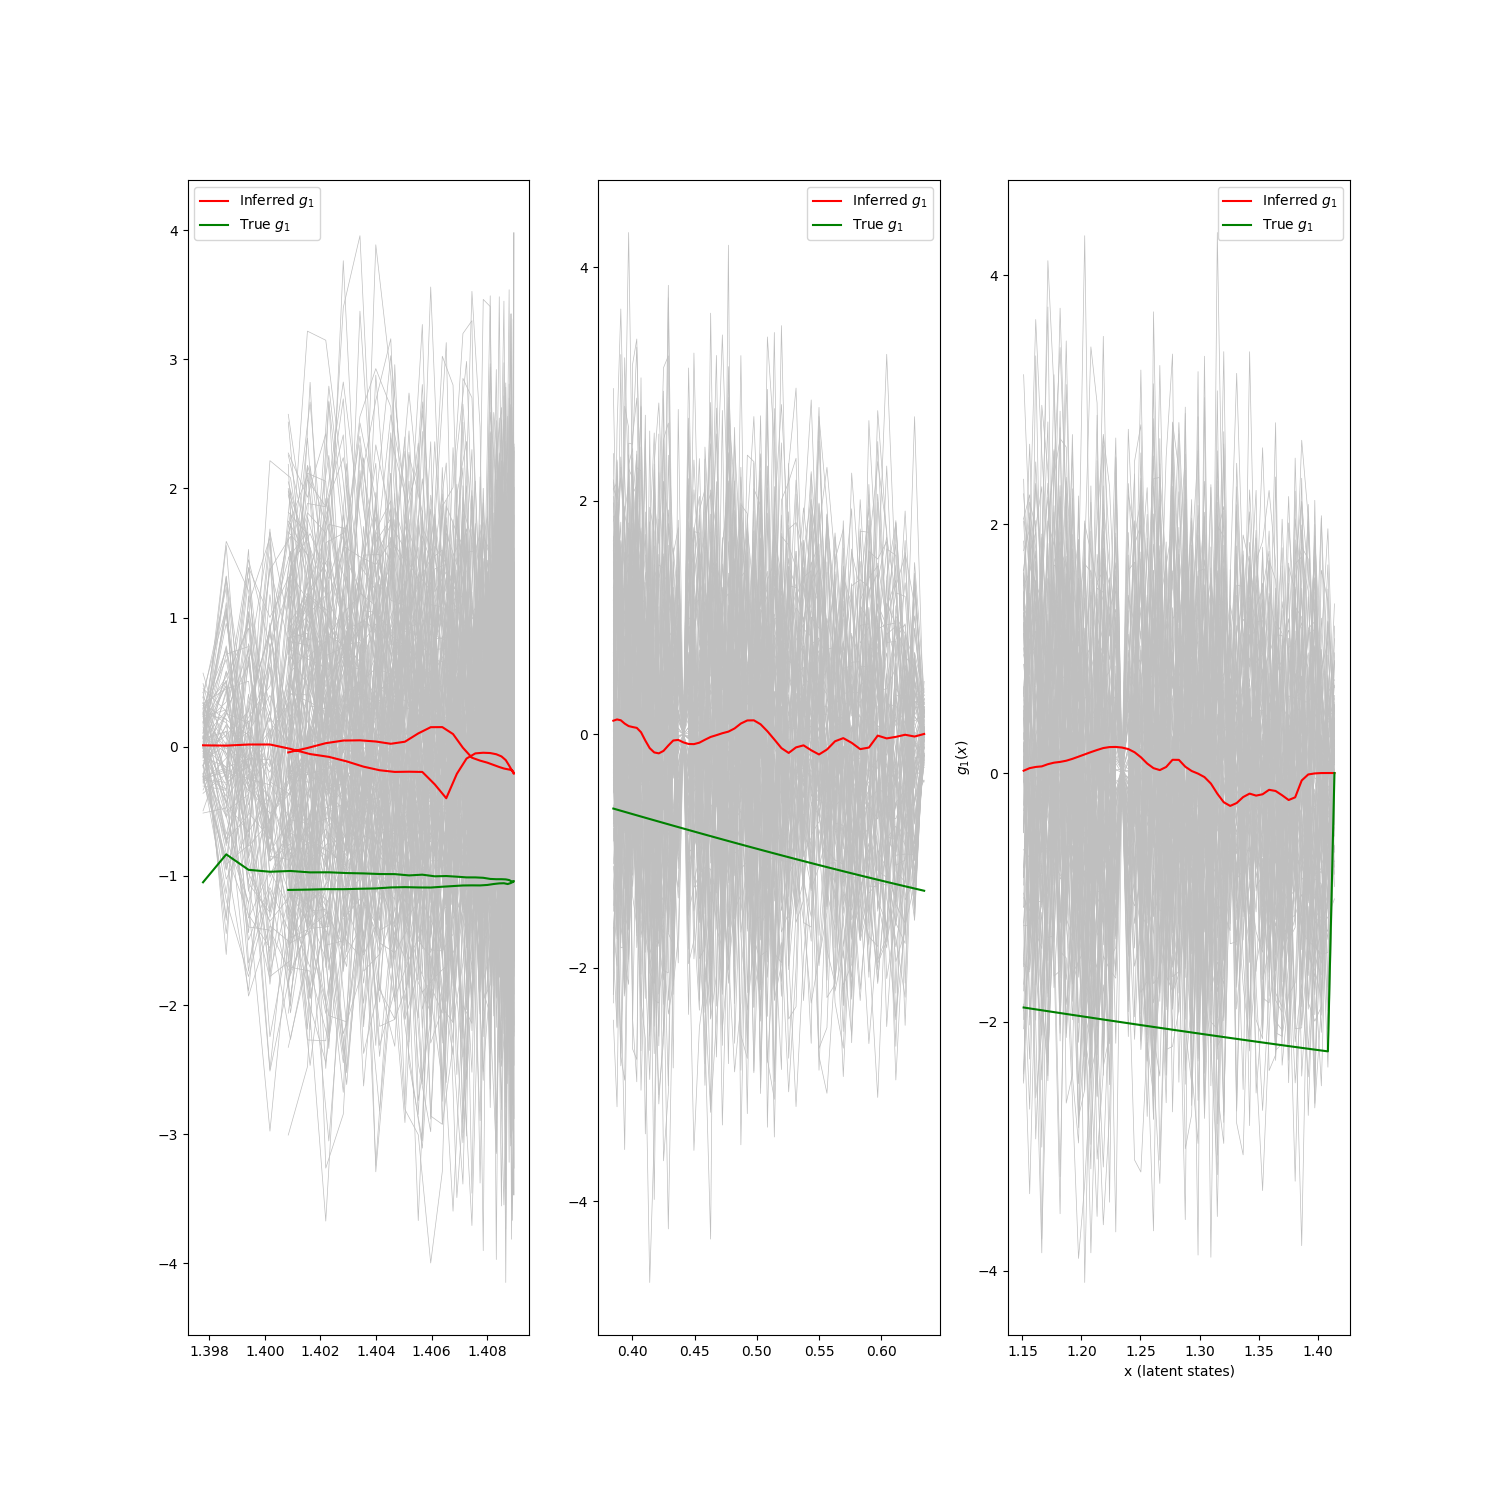 Inferred g₁
True g₁
4
3
2
1
0
−1
−2
−3
−4
1.398 1.400 1.402 1.404 1.406 1.408
Inferred g₁
True g₁
4
2
0
−2
−4
0.40 0.45 0.50 0.55 0.60
Inferred g₁
True g₁
g₁(x)
4
2
0
−2
−4
1.15 1.20 1.25 1.30 1.35 1.40
x (latent states)